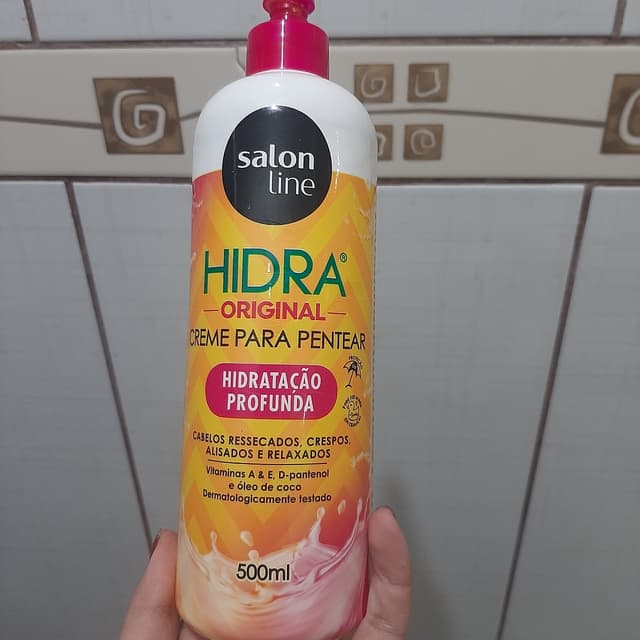 salon
line
HIDRA®
ORIGINAL
CREME PARA PENTEAR
HIDRATAÇÃO
PROFUNDA
CABELOS RESSECADOS, CRESPOS,
ALISADOS E RELAXADOS
Vitaminas A & E, D-pantenol
e óleo de coco
Dermatologicamente testado
500ml